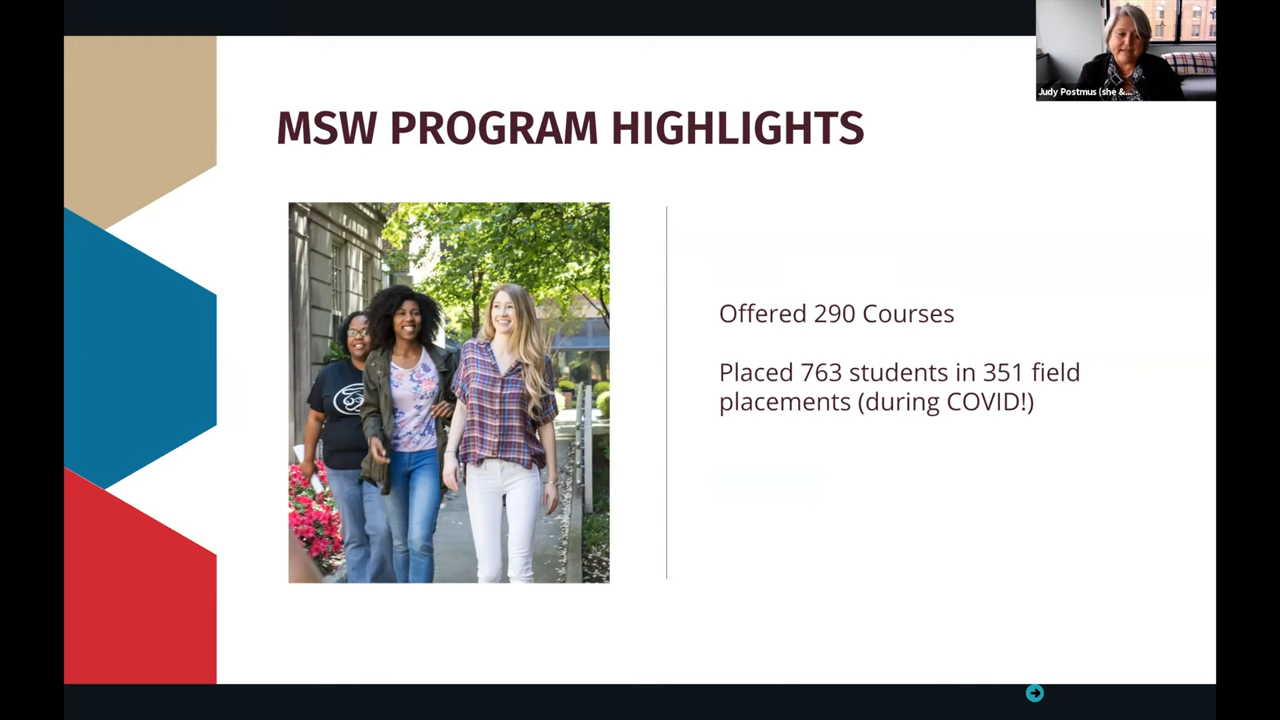 Judy Postmus (she &...
MSW PROGRAM HIGHLIGHTS
Offered 290 Courses
Placed 763 students in 351 field
placements (during COVID!)